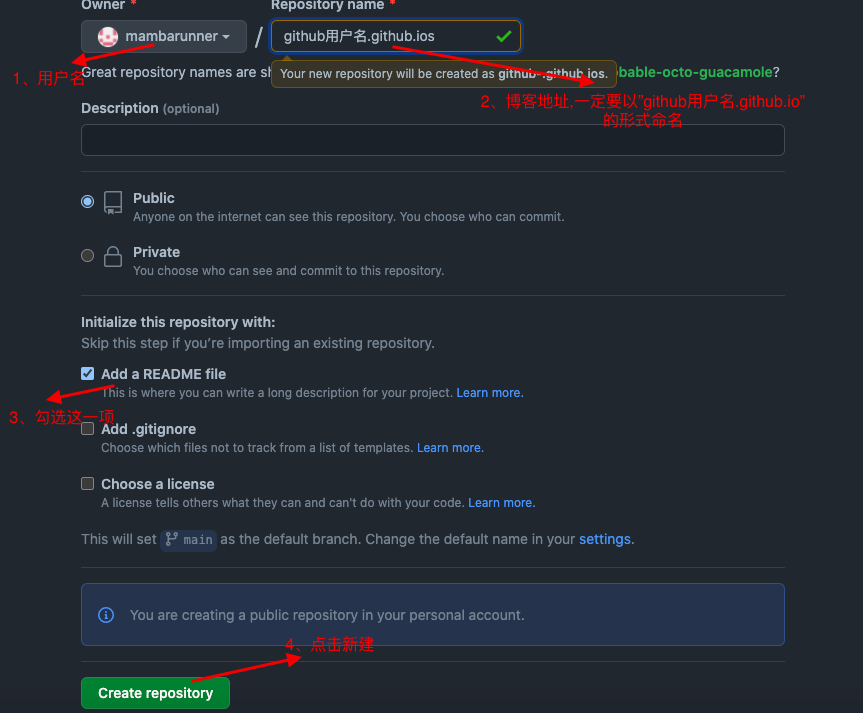 Owner *
Repository name *
mambarunner
/
github用户名.github.ios
1、用户名
Great repository names are sh
Your new repository will be created as github-.github.ios.
bable-octo-guacamole?
2、博客地址,一定要以"github用户名.github.io"
的形式命名
Description (optional)
Public
Anyone on the internet can see this repository. You choose who can commit.
Private
You choose who can see and commit to this repository.
Initialize this repository with:
Skip this step if you're importing an existing repository.
Add a README file
This is where you can write a long description for your project. Learn more.
3、勾选这一项
Add .gitignore
Choose which files not to track from a list of templates. Learn more.
Choose a license
A license tells others what they can and can't do with your code. Learn more.
This will set main as the default branch. Change the default name in your settings.
You are creating a public repository in your personal account.
4、点击新建
Create repository